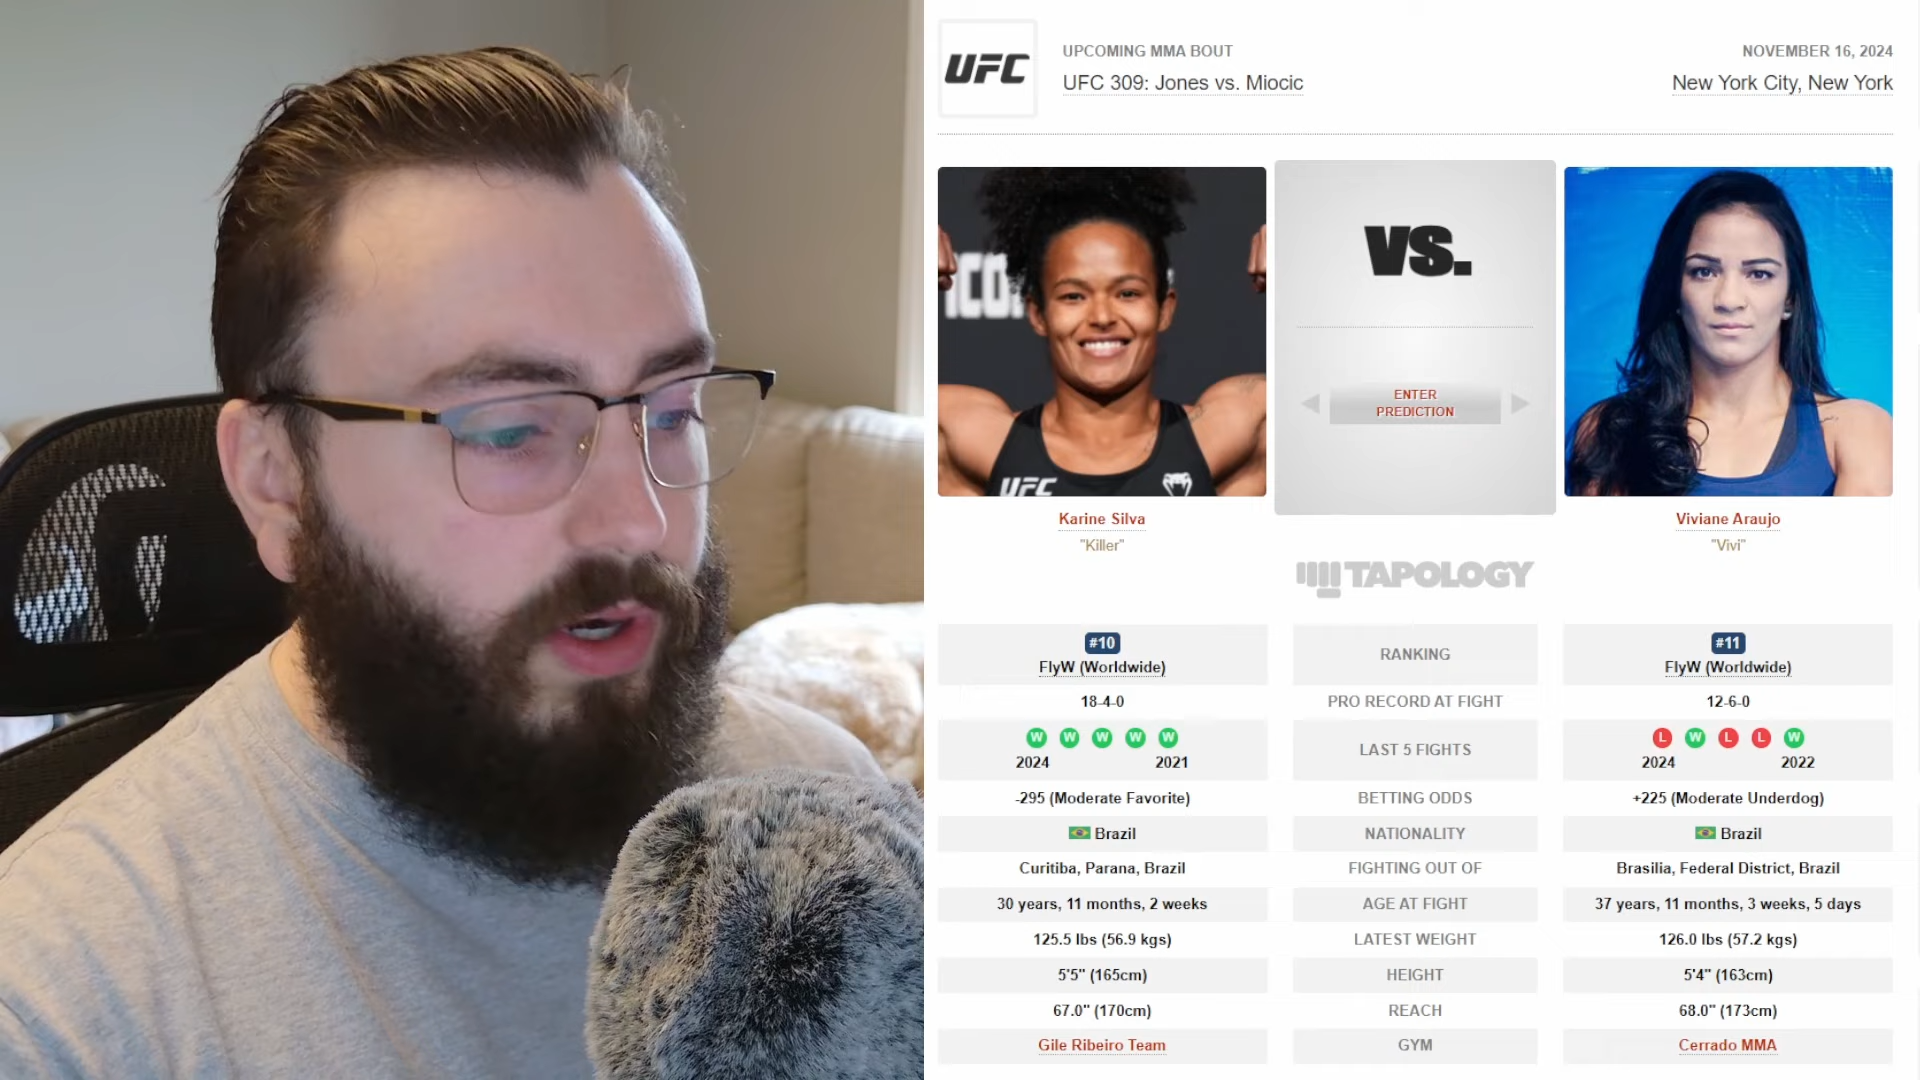 UFC
UPCOMING MMA BOUT
UFC 309: Jones vs. Miocic
NOVEMBER 16, 2024
New York City, New York
VS.
ENTER
PREDICTION
UFC
Karine Silva
"Killer"
Viviane Araujo
"Vivi"
TAPOLOGY
#10
FlyW (Worldwide)
RANKING
#11
FlyW (Worldwide)
18-4-0
PRO RECORD AT FIGHT
12-6-0
W W W W W
2024 2021
LAST 5 FIGHTS
L W L L W
2024 2022
-295 (Moderate Favorite)
BETTING ODDS
+225 (Moderate Underdog)
Brazil
NATIONALITY
Brazil
Curitiba, Parana, Brazil
FIGHTING OUT OF
Brasilia, Federal District, Brazil
30 years, 11 months, 2 weeks
AGE AT FIGHT
37 years, 11 months, 3 weeks, 5 days
125.5 lbs (56.9 kgs)
LATEST WEIGHT
126.0 lbs (57.2 kgs)
5'5" (165cm)
HEIGHT
5'4" (163cm)
67.0" (170cm)
REACH
68.0" (173cm)
Gile Ribeiro Team
GYM
Cerrado MMA